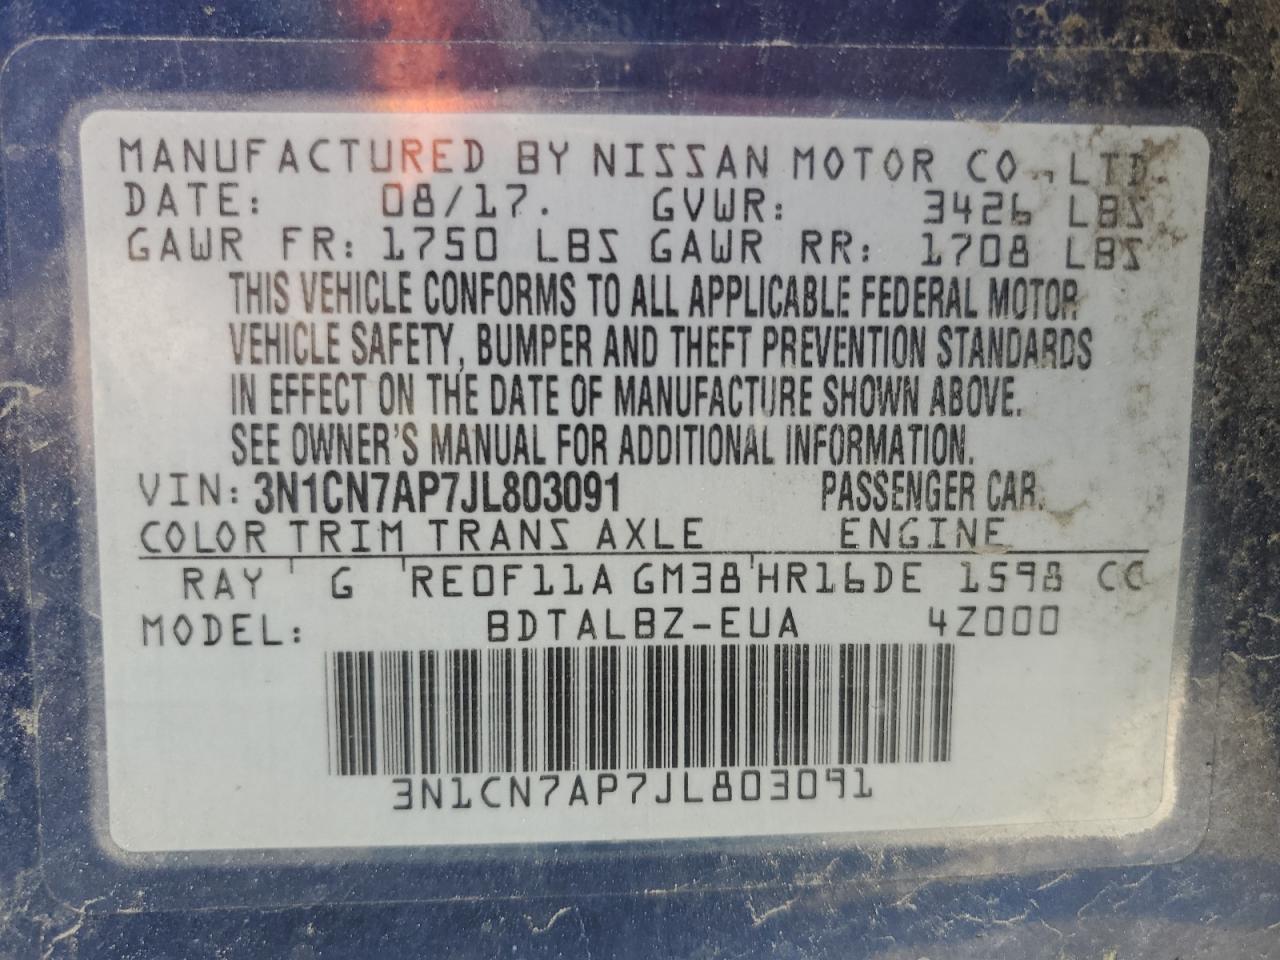 MANUFACTURED BY NISSAN MOTOR CO., LTD.
DATE: 08/17. GVWR: 3426 LBS
GAWR FR: 1750 LBS GAWR RR: 1708 LBS
THIS VEHICLE CONFORMS TO ALL APPLICABLE FEDERAL MOTOR
VEHICLE SAFETY, BUMPER AND THEFT PREVENTION STANDARDS
IN EFFECT ON THE DATE OF MANUFACTURE SHOWN ABOVE.
SEE OWNER'S MANUAL FOR ADDITIONAL INFORMATION.
VIN: 3N1CN7AP7JL803091 PASSENGER CAR.
COLOR TRIM TRANS AXLE ENGINE
RAY G RE0F11A GM38 HR16DE 1598 CC
MODEL: BDTALBZ-EUA 4Z000
3N1CN7AP7JL803091